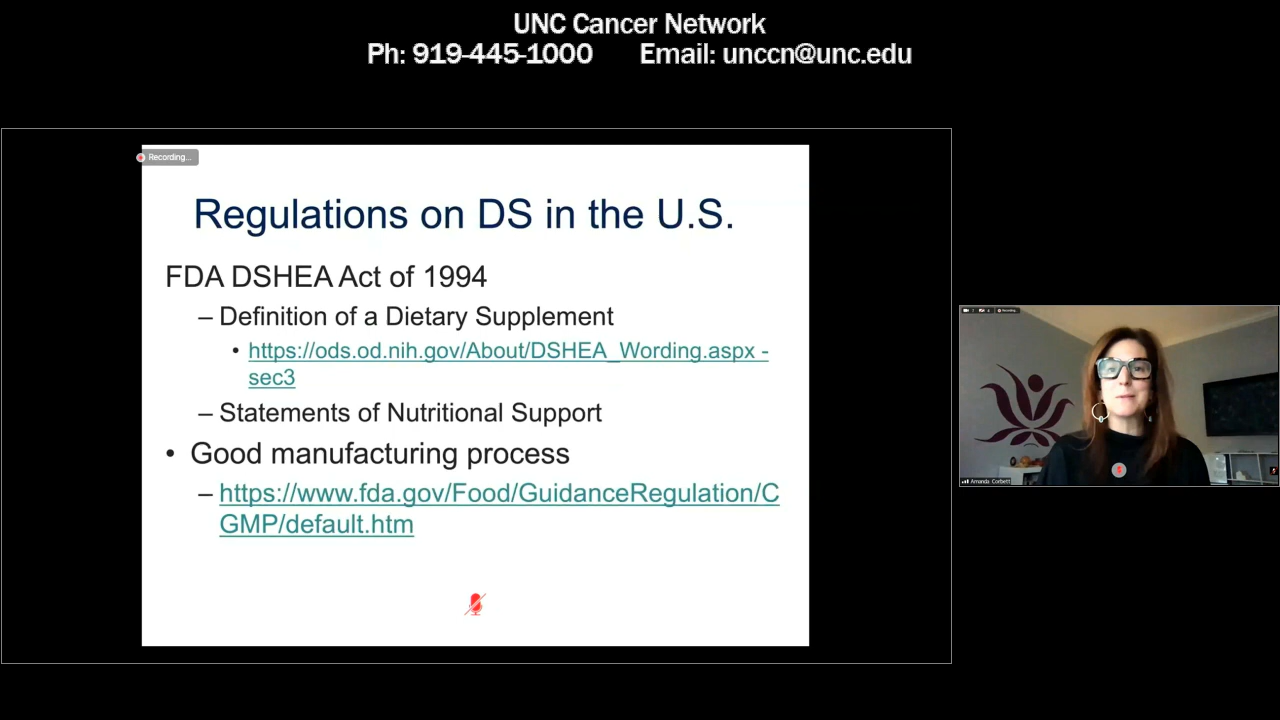 UNC Cancer Network
Ph: 919-445-1000 Email: unccn@unc.edu
Recording...
Regulations on DS in the U.S.
FDA DSHEA Act of 1994
– Definition of a Dietary Supplement
• https://ods.od.nih.gov/About/DSHEA_Wording.aspx -
sec3
– Statements of Nutritional Support
• Good manufacturing process
– https://www.fda.gov/Food/GuidanceRegulation/C
GMP/default.htm
Amanda Corbett